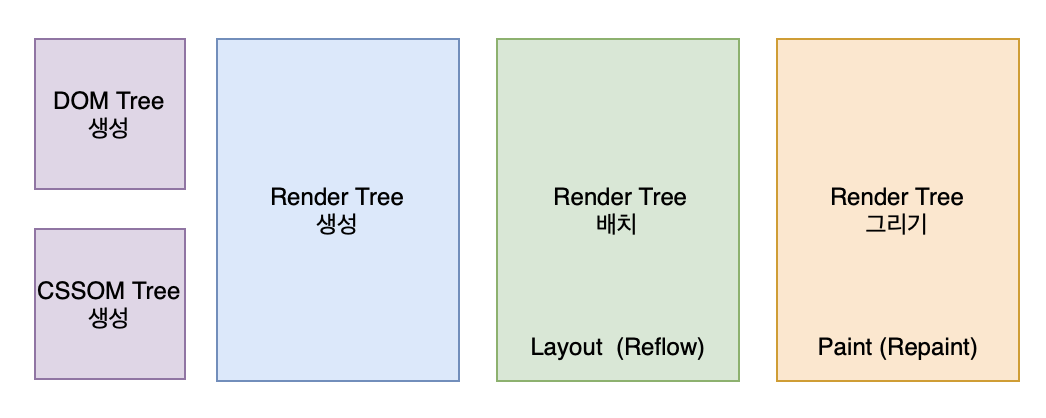 DOM Tree
생성
CSSOM Tree
생성
Render Tree
생성
Render Tree
배치
Layout  (Reflow)
Render Tree
그리기
Paint (Repaint)